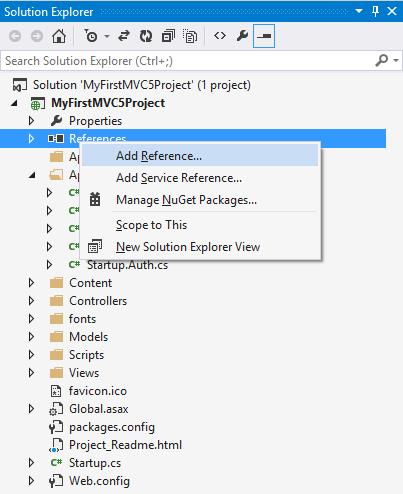 Solution Explorer
Search Solution Explorer (Ctrl+;)
Solution 'MyFirstMVC5Project' (1 project)
MyFirstMVC5Project
Properties
References
Add Reference...
Ap
Add Service Reference...
Ap
C#
Manage NuGet Packages...
C#
Scope to This
C#
New Solution Explorer View
C#
C# Startup.Auth.cs
Content
Controllers
fonts
Models
Scripts
Views
favicon.ico
Global.asax
packages.config
Project_Readme.html
C# Startup.cs
Web.config